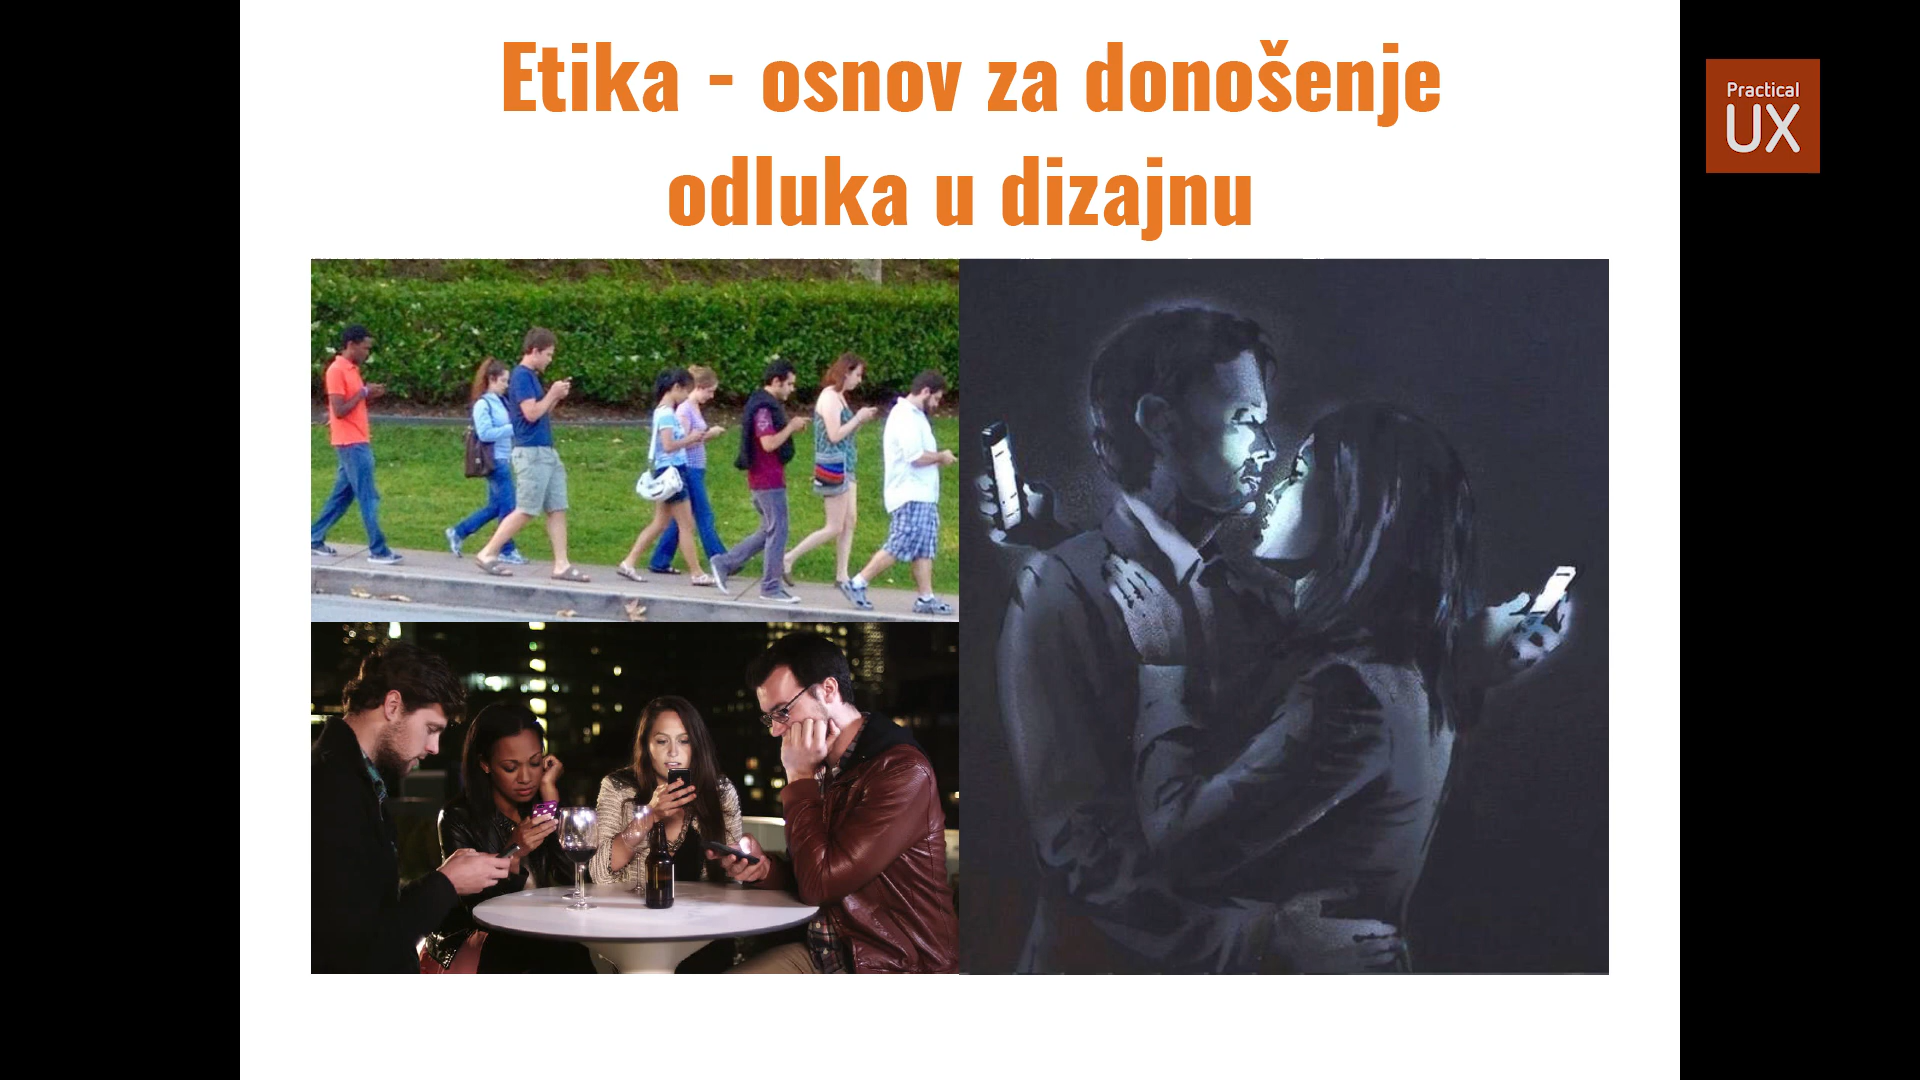 Etika - osnov za donošenje
odluka u dizajnu
Practical
UX